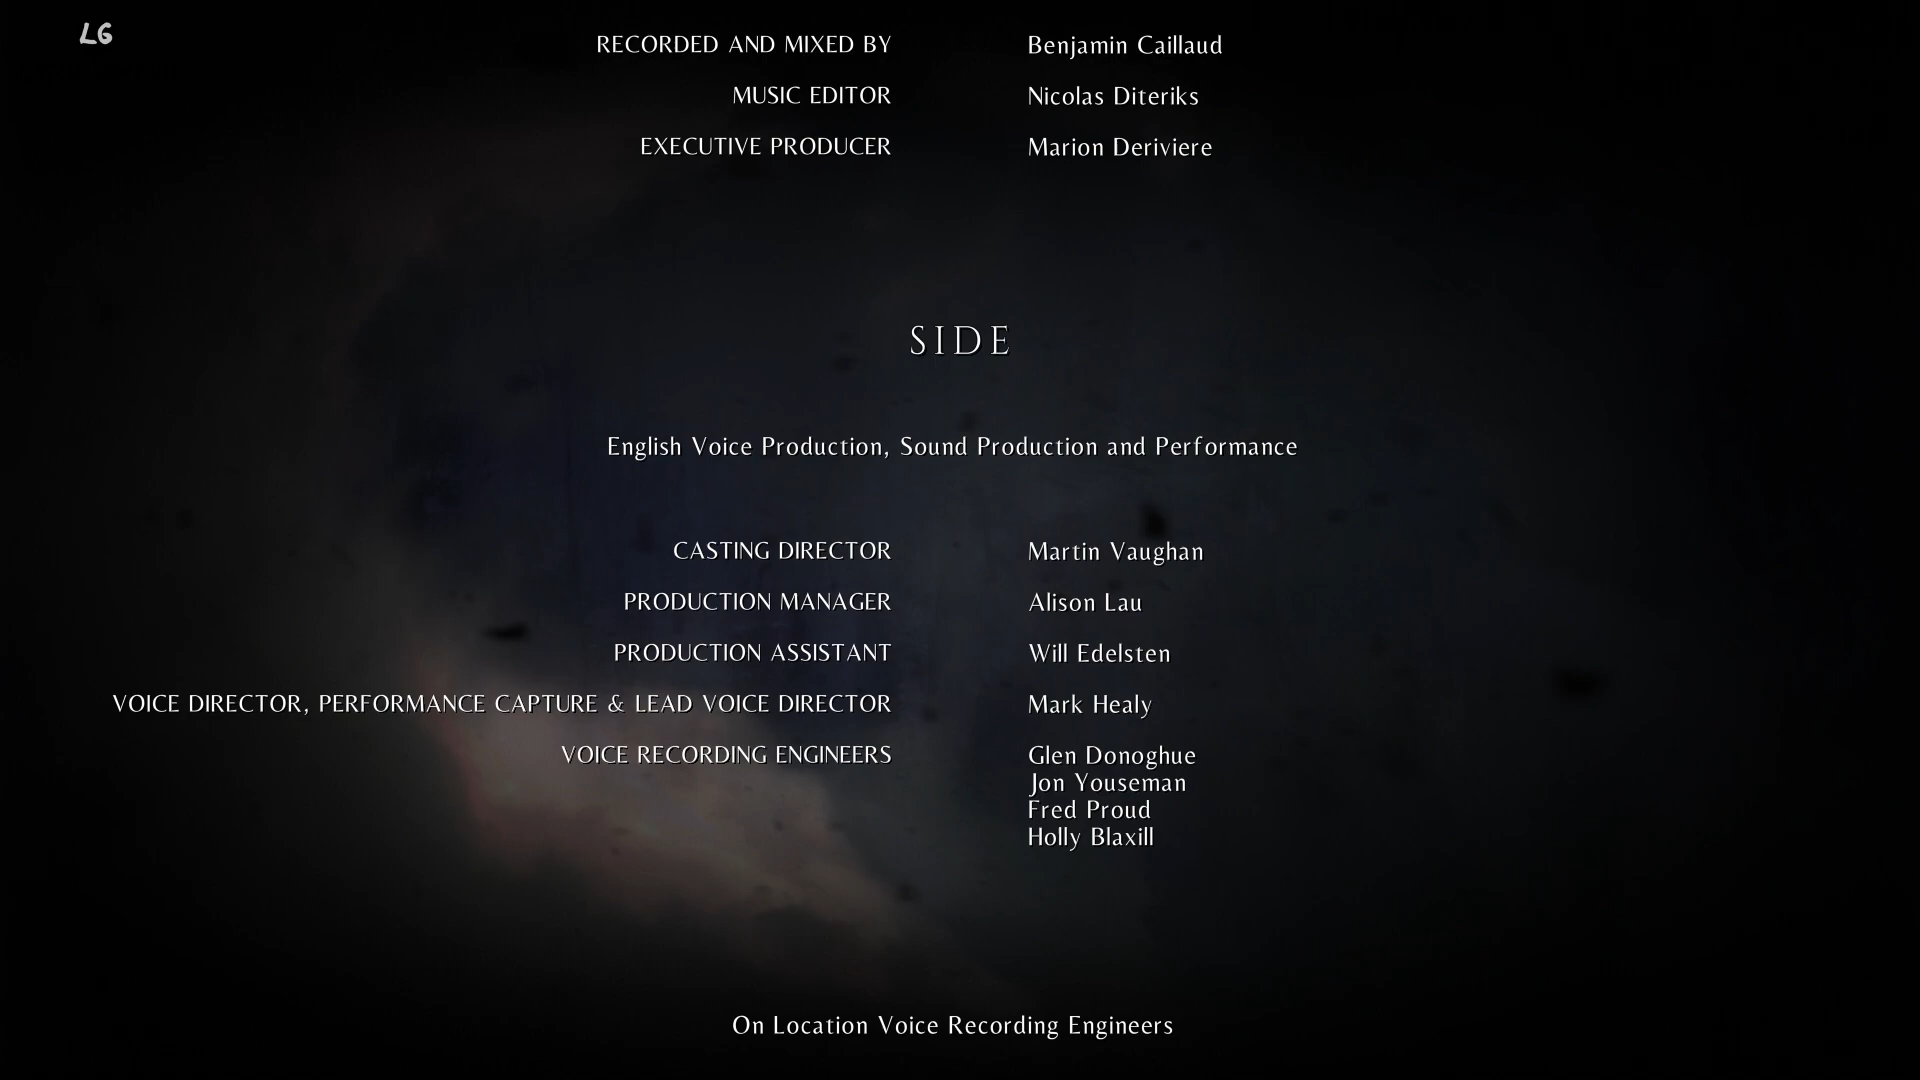 LG
RECORDED AND MIXED BY Benjamin Caillaud
MUSIC EDITOR Nicolas Diteriks
EXECUTIVE PRODUCER Marion Deriviere
SIDE
English Voice Production, Sound Production and Performance
CASTING DIRECTOR Martin Vaughan
PRODUCTION MANAGER Alison Lau
PRODUCTION ASSISTANT Will Edelsten
VOICE DIRECTOR, PERFORMANCE CAPTURE & LEAD VOICE DIRECTOR Mark Healy
VOICE RECORDING ENGINEERS Glen Donoghue
Jon Youseman
Fred Proud
Holly Blaxill
On Location Voice Recording Engineers